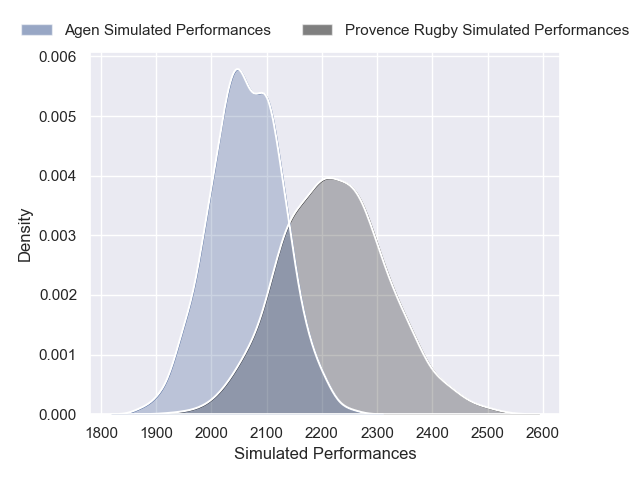 Agen Simulated Performances Provence Rugby Simulated Performances
0.006
0.005
0.004
0.003
0.002
0.001
0.000
Density
1800 1900 2000 2100 2200 2300 2400 2500 2600
Simulated Performances